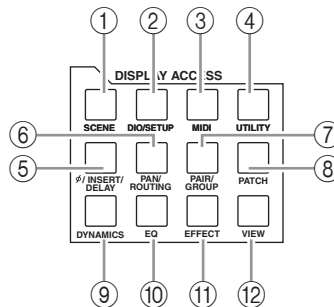 ① ② ③ ④
DISPLAY ACCESS
SCENE DIO/SETUP MIDI UTILITY
⑥ ⑦
⑤ ⑧
ø/ INSERT/ DELAY
PAN/ ROUTING
PAIR/ GROUP
PATCH
DYNAMICS EQ EFFECT VIEW
⑨ ⑩ ⑪ ⑫